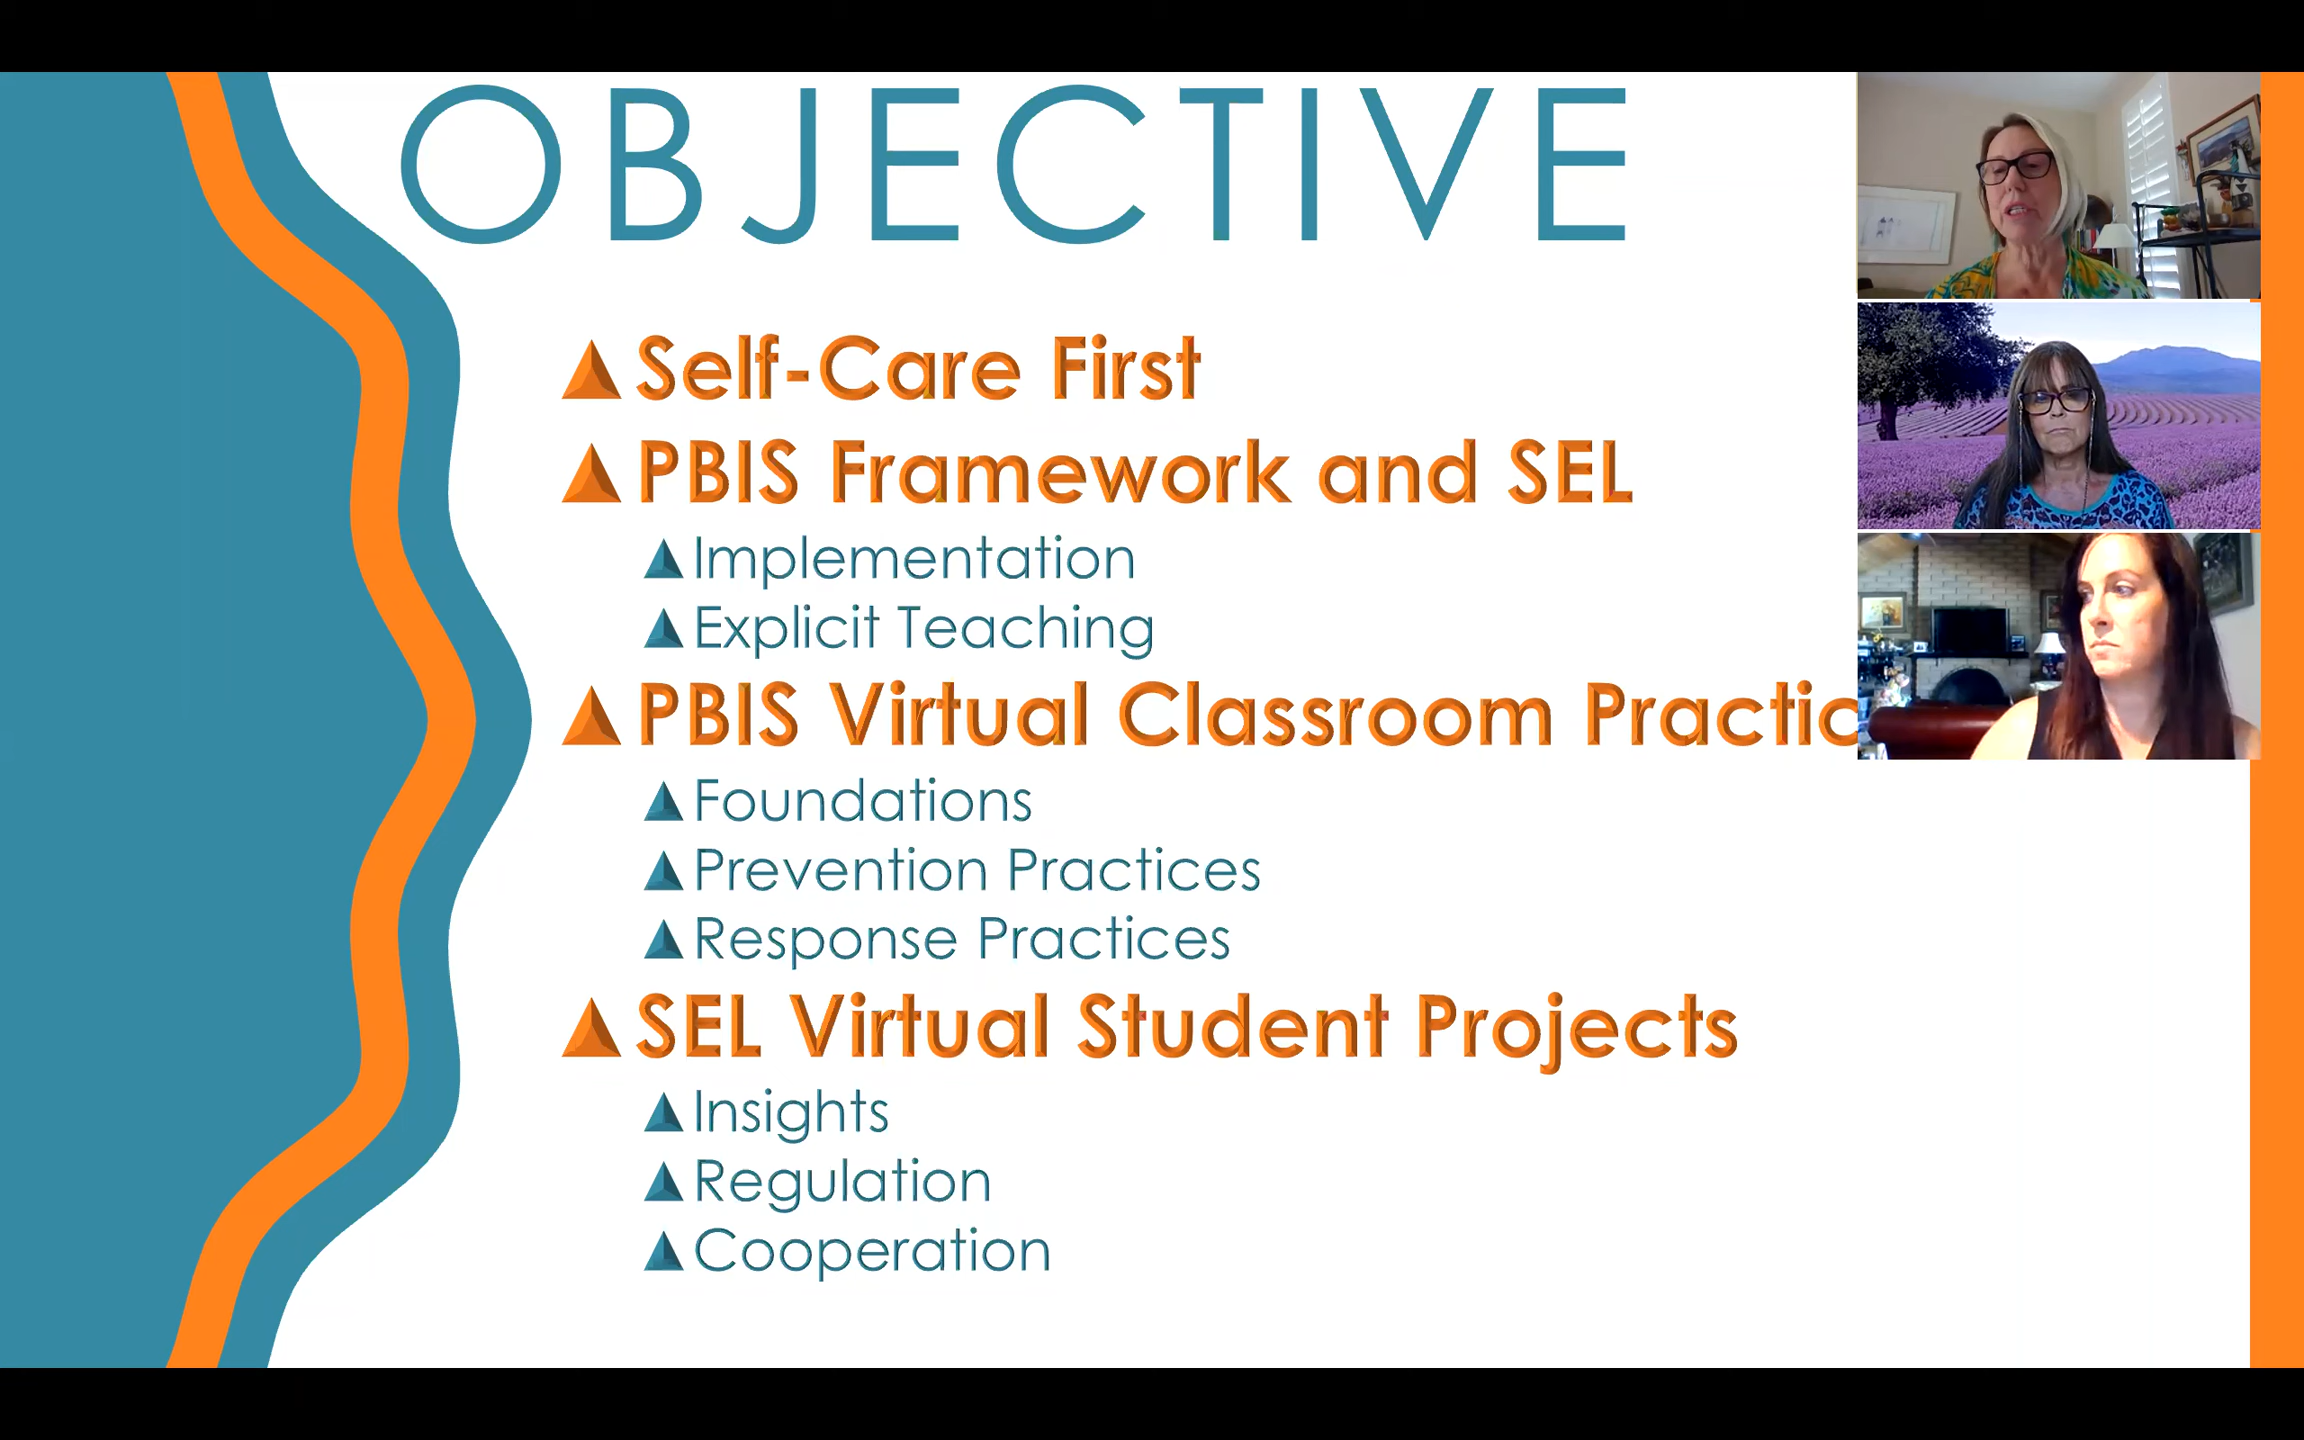 OBJECTIVE
Self-Care First
PBIS Framework and SEL
Implementation
Explicit Teaching
PBIS Virtual Classroom Practic
Foundations
Prevention Practices
Response Practices
SEL Virtual Student Projects
Insights
Regulation
Cooperation